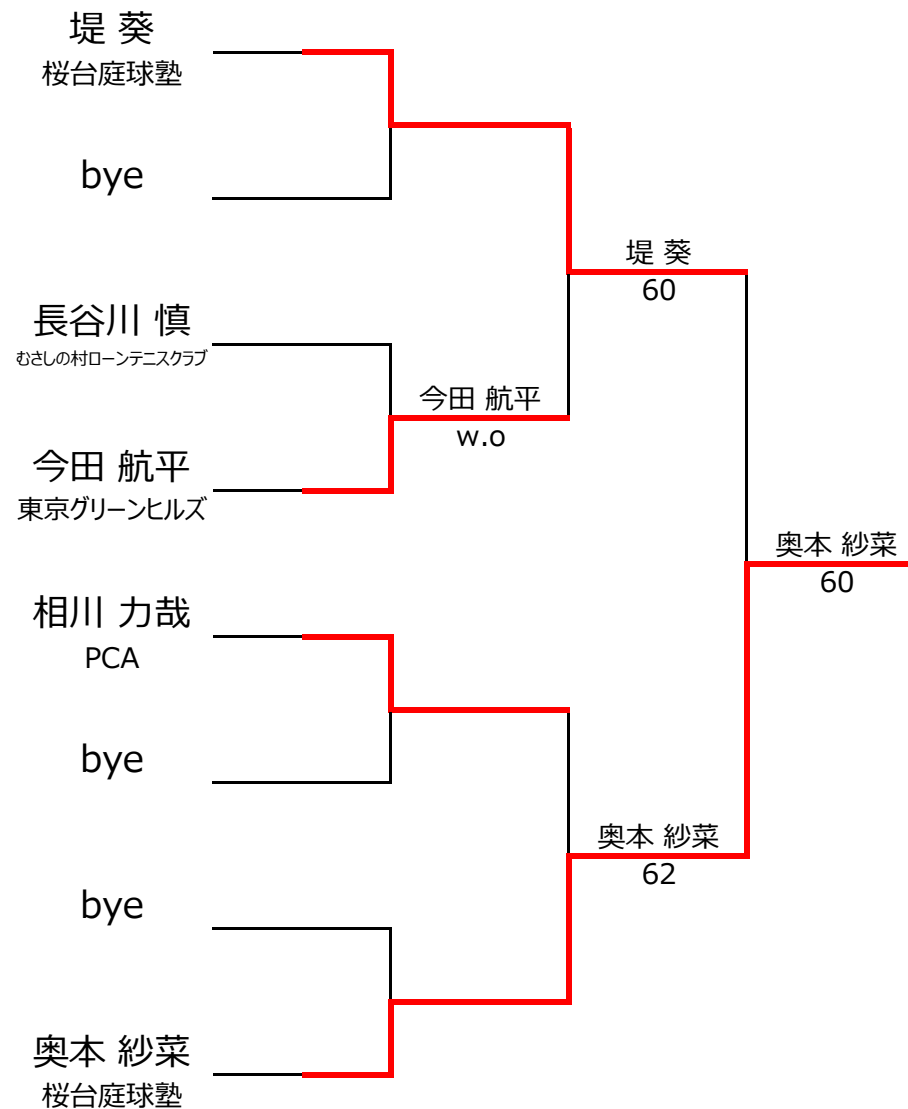 堤 葵
桜台庭球塾
bye
長谷川 慎
むさしの村ローンテニスクラブ
今田 航平
東京グリーンヒルズ
相川 力哉
PCA
bye
bye
奥本 紗菜
桜台庭球塾
今田 航平
w.o
堤 葵
60
奥本 紗菜
62
奥本 紗菜
60